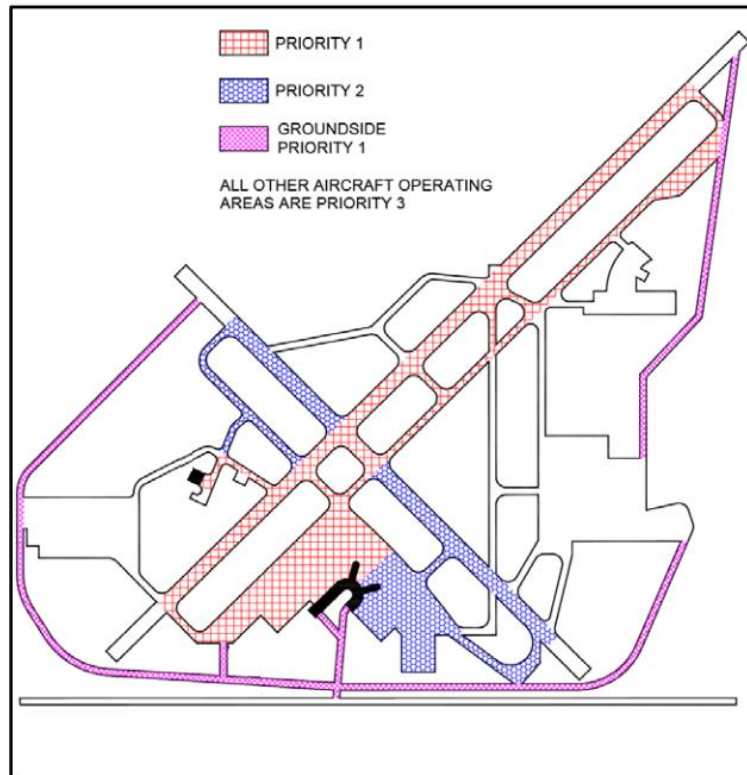 PRIORITY 1
PRIORITY 2
GROUNDSIDE
PRIORITY 1
ALL OTHER AIRCRAFT OPERATING
AREAS ARE PRIORITY 3